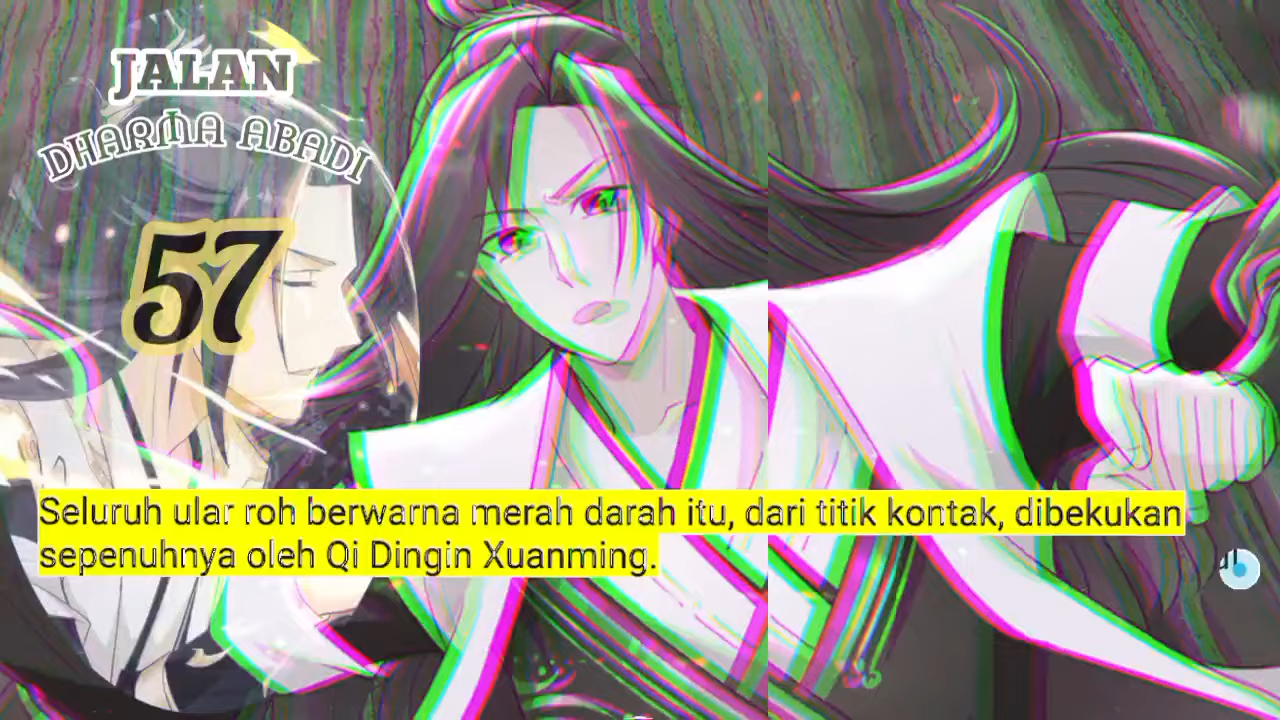 JALAN
DHARMA ABADI
57
Seluruh ular roh berwarna merah darah itu, dari titik kontak, dibekukan
sepenuhnya oleh Qi Dingin Xuanming.